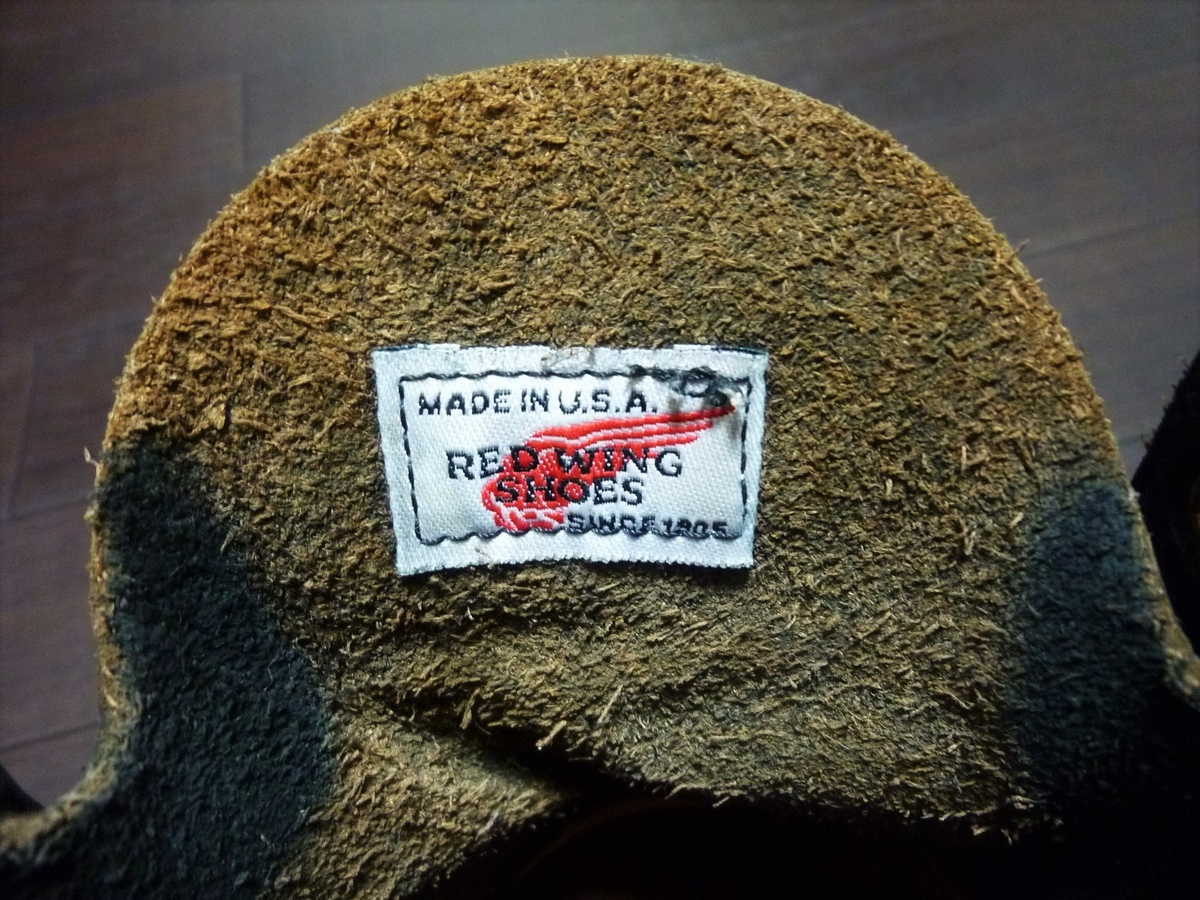 MADE IN U.S.A.
RED WING
SHOES
SINCE 1905